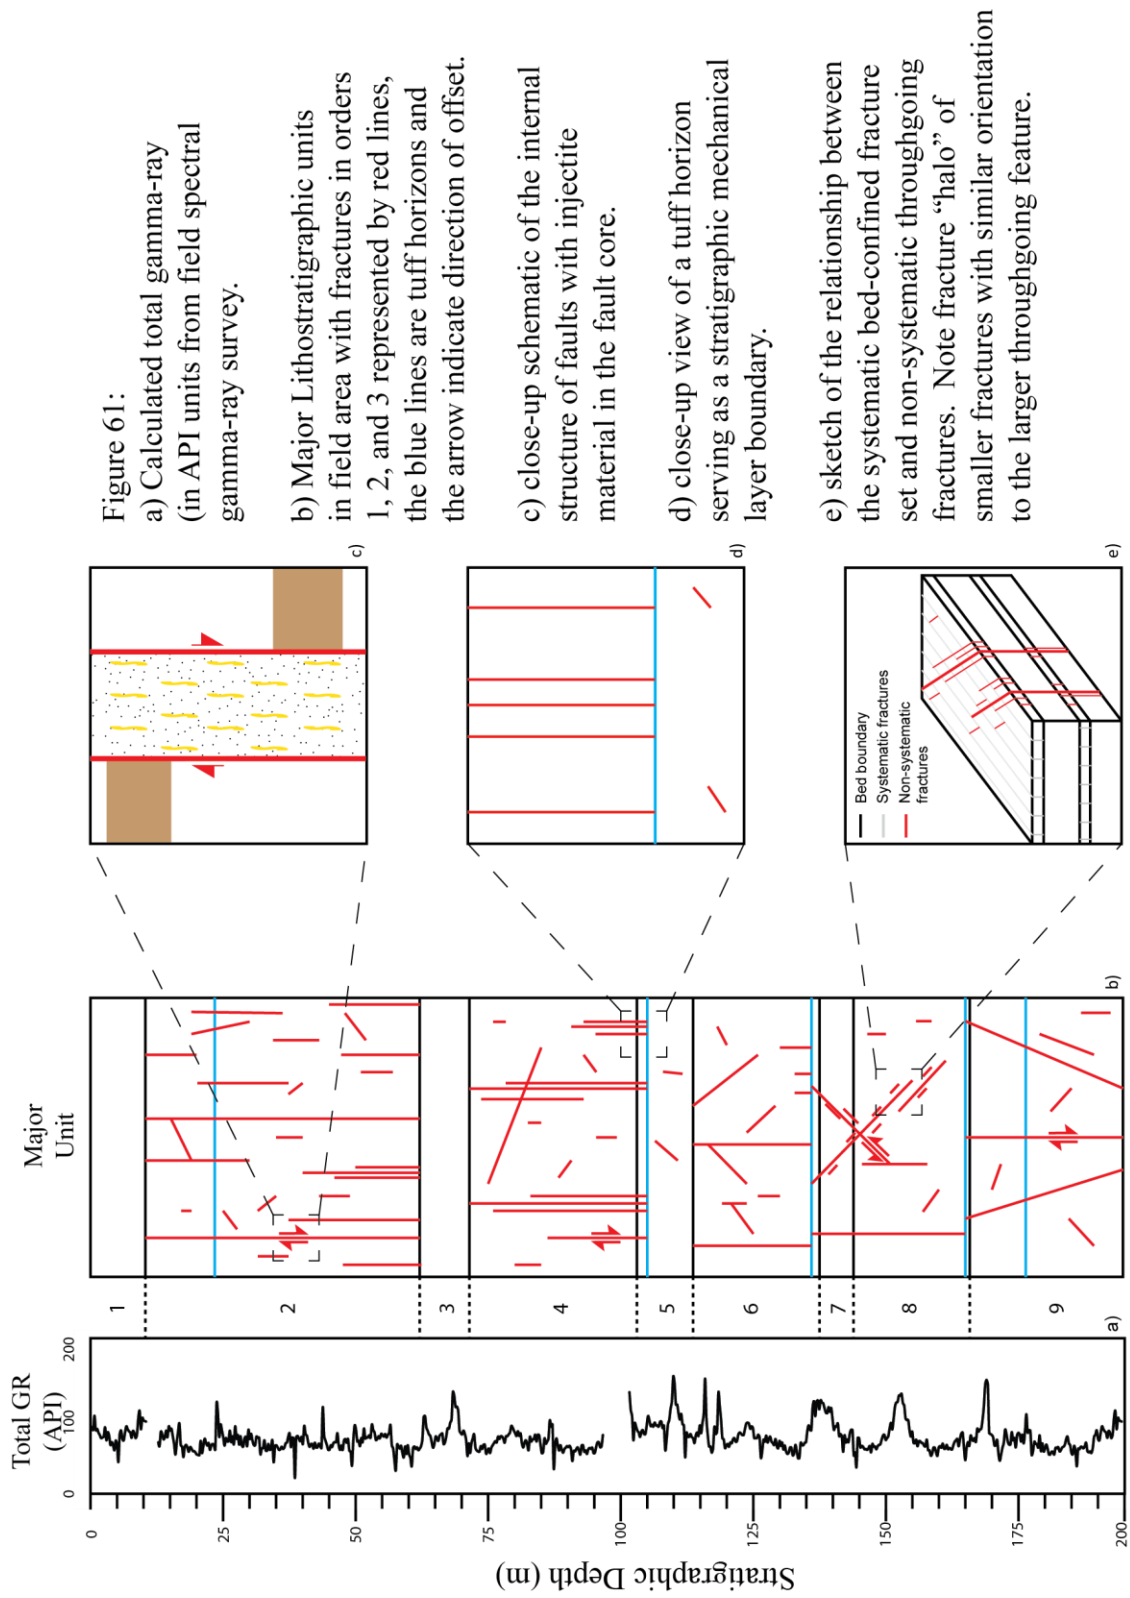 Total GR
(API)
0
100
200
Stratigraphic Depth (m)
0
25
50
75
100
125
150
175
200
a)
Major
Unit
1
2
3
4
5
6
7
8
9
b)
c)
d)
Bed boundary
Systematic fractures
Non-systematic
fractures
e)
Figure 61:
a) Calculated total gamma-ray
(in API units from field spectral
gamma-ray survey.
b) Major Lithostratigraphic units
in field area with fractures in orders
1, 2, and 3 represented by red lines,
the blue lines are tuff horizons and
the arrow indicate direction of offset.
c) close-up schematic of the internal
structure of faults with injectite
material in the fault core.
d) close-up view of a tuff horizon
serving as a stratigraphic mechanical
layer boundary.
e) sketch of the relationship between
the systematic bed-confined fracture
set and non-systematic throughgoing
fractures.  Note fracture “halo” of
smaller fractures with similar orientation
to the larger throughgoing feature.